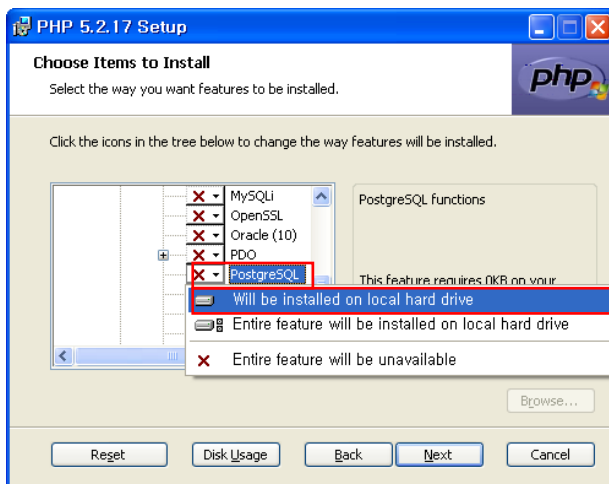 PHP 5.2.17 Setup
Choose Items to Install
Select the way you want features to be installed.
php
Click the icons in the tree below to change the way features will be installed.
MySQLi
OpenSSL
Oracle (10)
PDO
PostgreSQL
PostgreSQL functions
This feature requires 0KB on your
Will be installed on local hard drive
Entire feature will be installed on local hard drive
Entire feature will be unavailable
Browse...
Reset
Disk Usage
Back
Next
Cancel